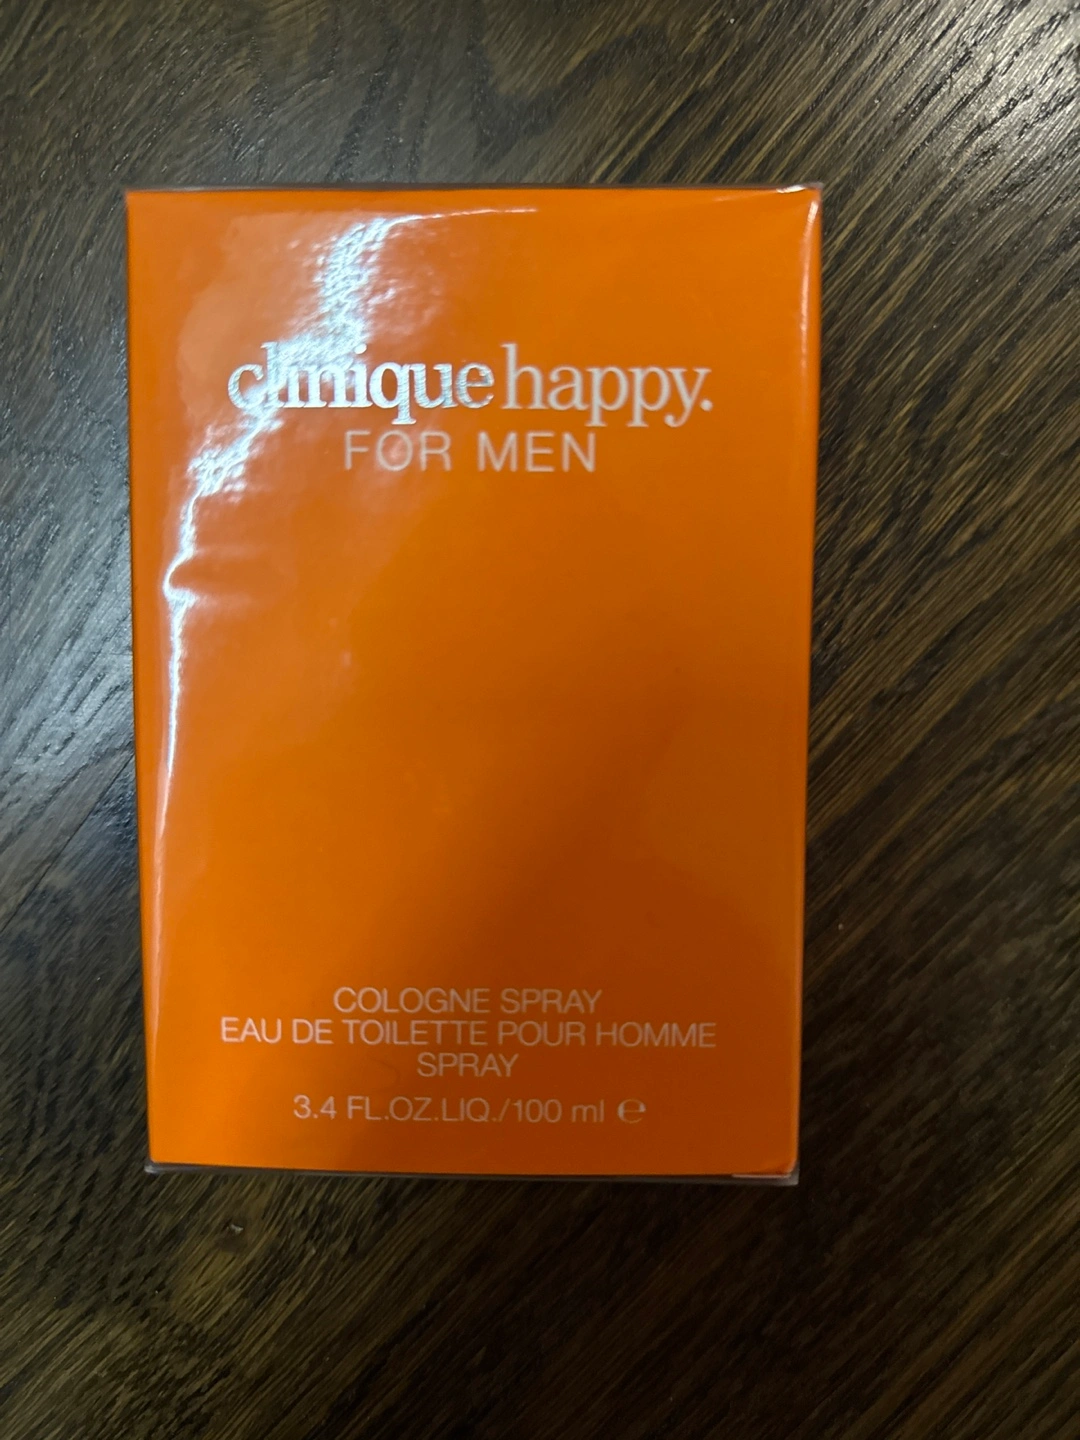 clinique happy.
FOR MEN
COLOGNE SPRAY
EAU DE TOILETTE POUR HOMME
SPRAY
3.4 FL.OZ.LIQ./100 ml ℮